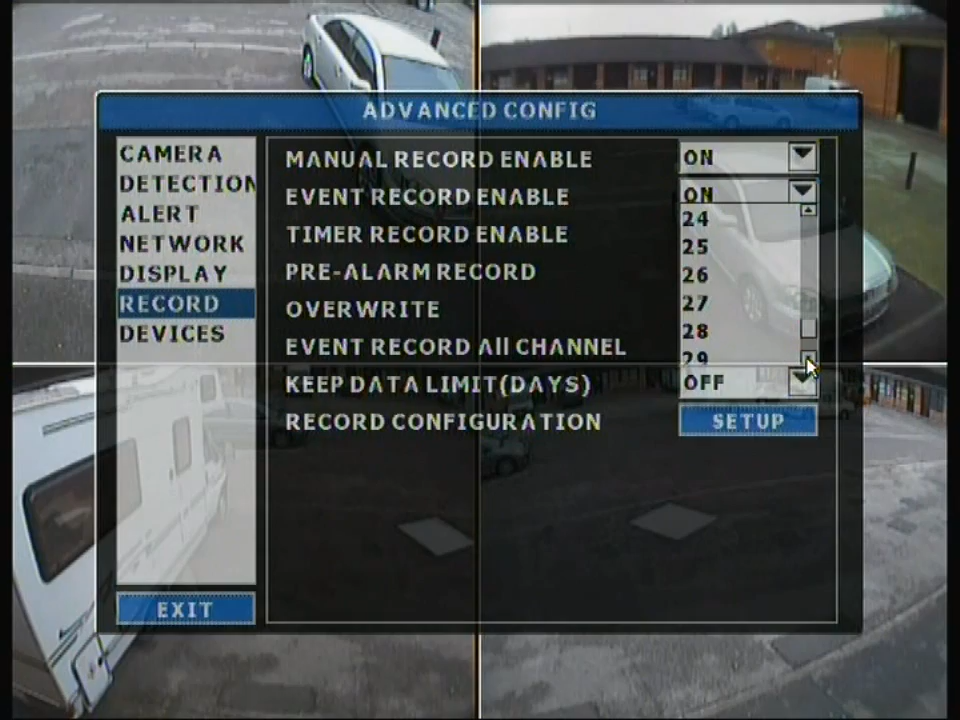 ADVANCED CONFIG
CAMERA
DETECTION
ALERT
NETWORK
DISPLAY
RECORD
DEVICES
EXIT
MANUAL RECORD ENABLE ON
EVENT RECORD ENABLE ON
TIMER RECORD ENABLE
PRE-ALARM RECORD
OVERWRITE
EVENT RECORD All CHANNEL
KEEP DATA LIMIT(DAYS) OFF
RECORD CONFIGURATION SETUP
24
25
26
27
28
29